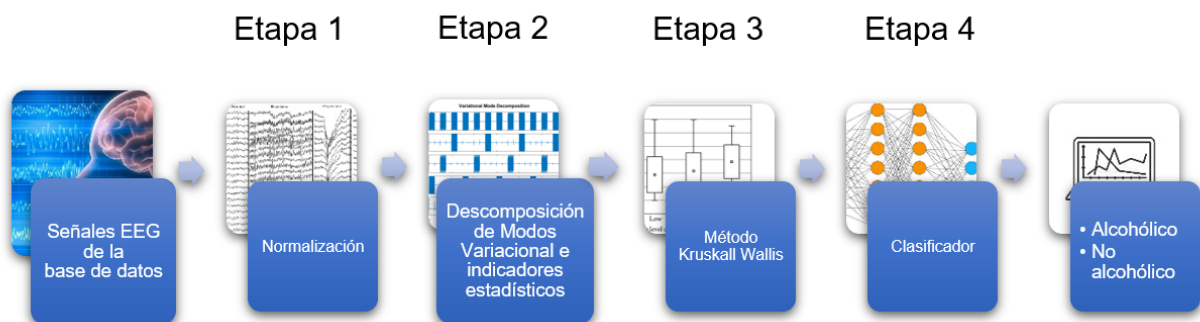 Etapa 1
Etapa 2
Etapa 3
Etapa 4
Señales EEG
de la
base de datos
Normalización
Variational Mode Decomposition
Descomposición
de Modos
Variacional e
indicadores
estadísticos
Low
Método
Kruskall Wallis
Clasificador
• Alcohólico
• No
alcohólico